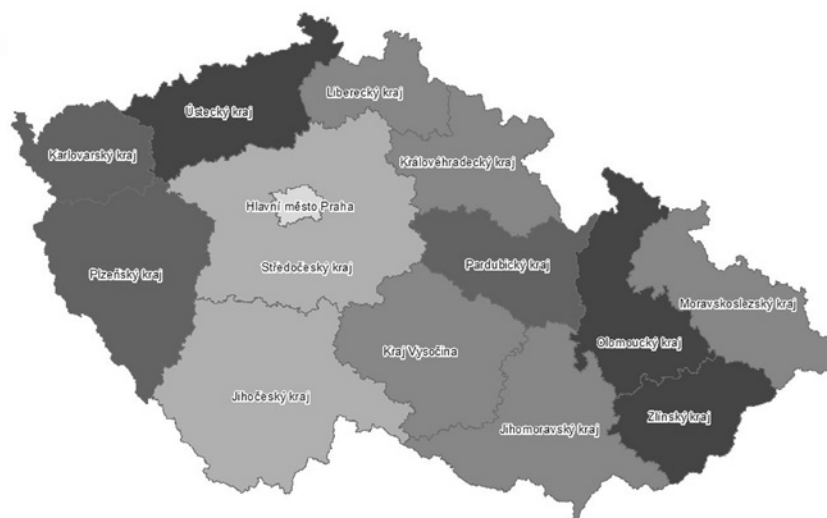 Liberecký kraj
Ústecký kraj
Karlovarský kraj
Královéhradecký kraj
Hlavní město Praha
Středočeský kraj
Pardubický kraj
Plzeňský kraj
Moravskoslezský kraj
Olomoucký kraj
Kraj Vysočina
Jihočeský kraj
Zlínský kraj
Jihomoravský kraj